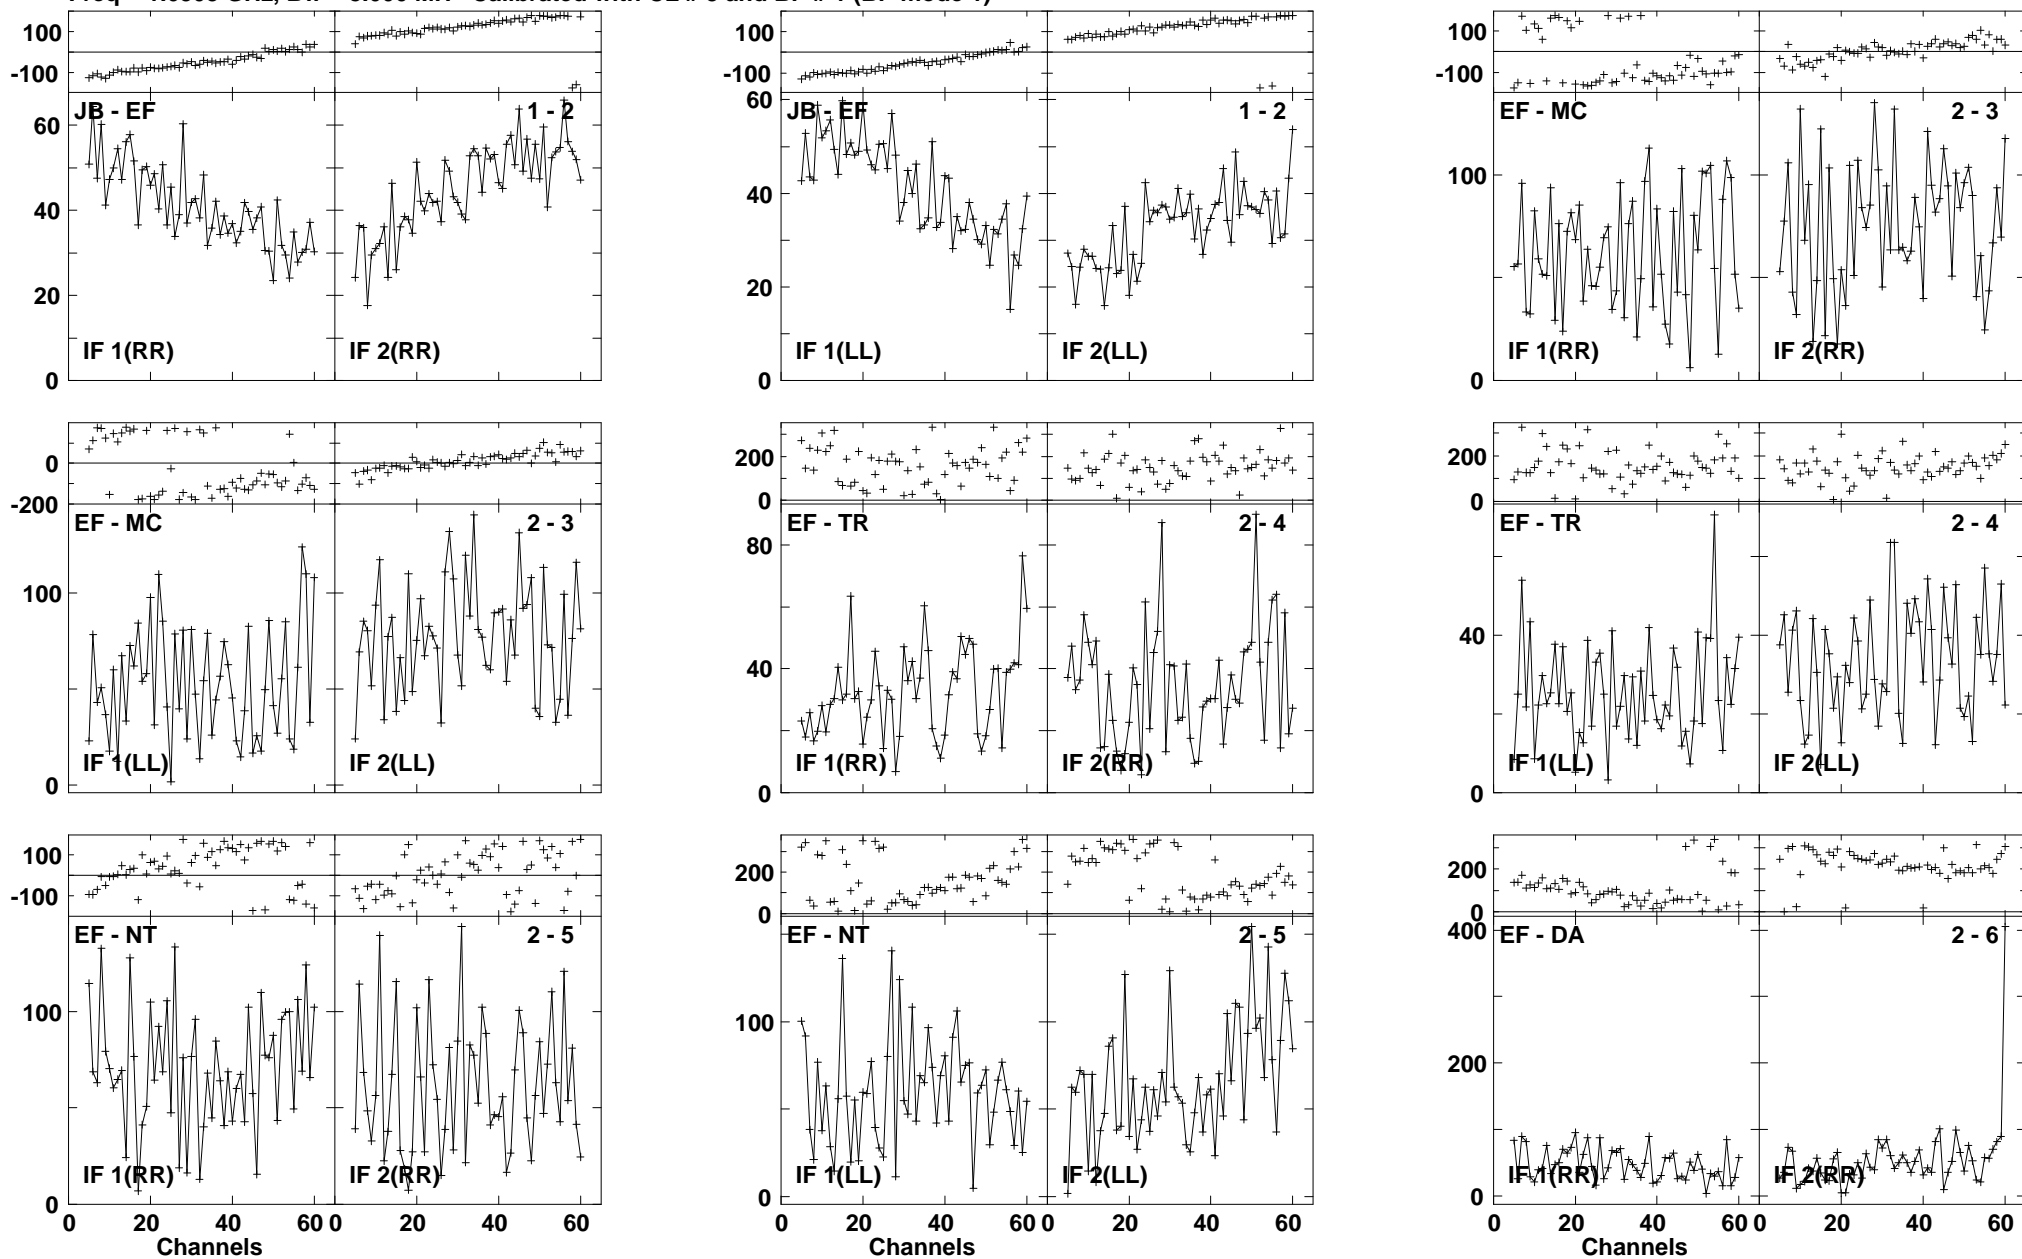 100
-100
JB - EF
1 - 2
60
40
20
0
IF 1(RR)
IF 2(RR)
JB - EF
1 - 2
60
40
20
0
100
-100
IF 1(LL)
IF 2(LL)
100
-100
EF - MC
2 - 3
100
0
IF 1(RR)
IF 2(RR)
0
-200
EF - MC
2 - 3
100
0
IF 1(LL)
IF 2(LL)
200
0
EF - TR
2 - 4
80
40
0
IF 1(RR)
IF 2(RR)
200
0
EF - TR
2 - 4
40
0
IF 1(LL)
IF 2(LL)
100
-100
EF - NT
2 - 5
100
0
IF 1(RR)
IF 2(RR)
0 20 40 60 0 20 40 60
Channels
200
0
EF - NT
2 - 5
100
0
IF 1(LL)
IF 2(LL)
0 20 40 60 0 20 40 60
Channels
200
0
EF - DA
2 - 6
400
200
0
IF 1(RR)
IF 2(RR)
0 20 40 60 0 20 40 60
Channels